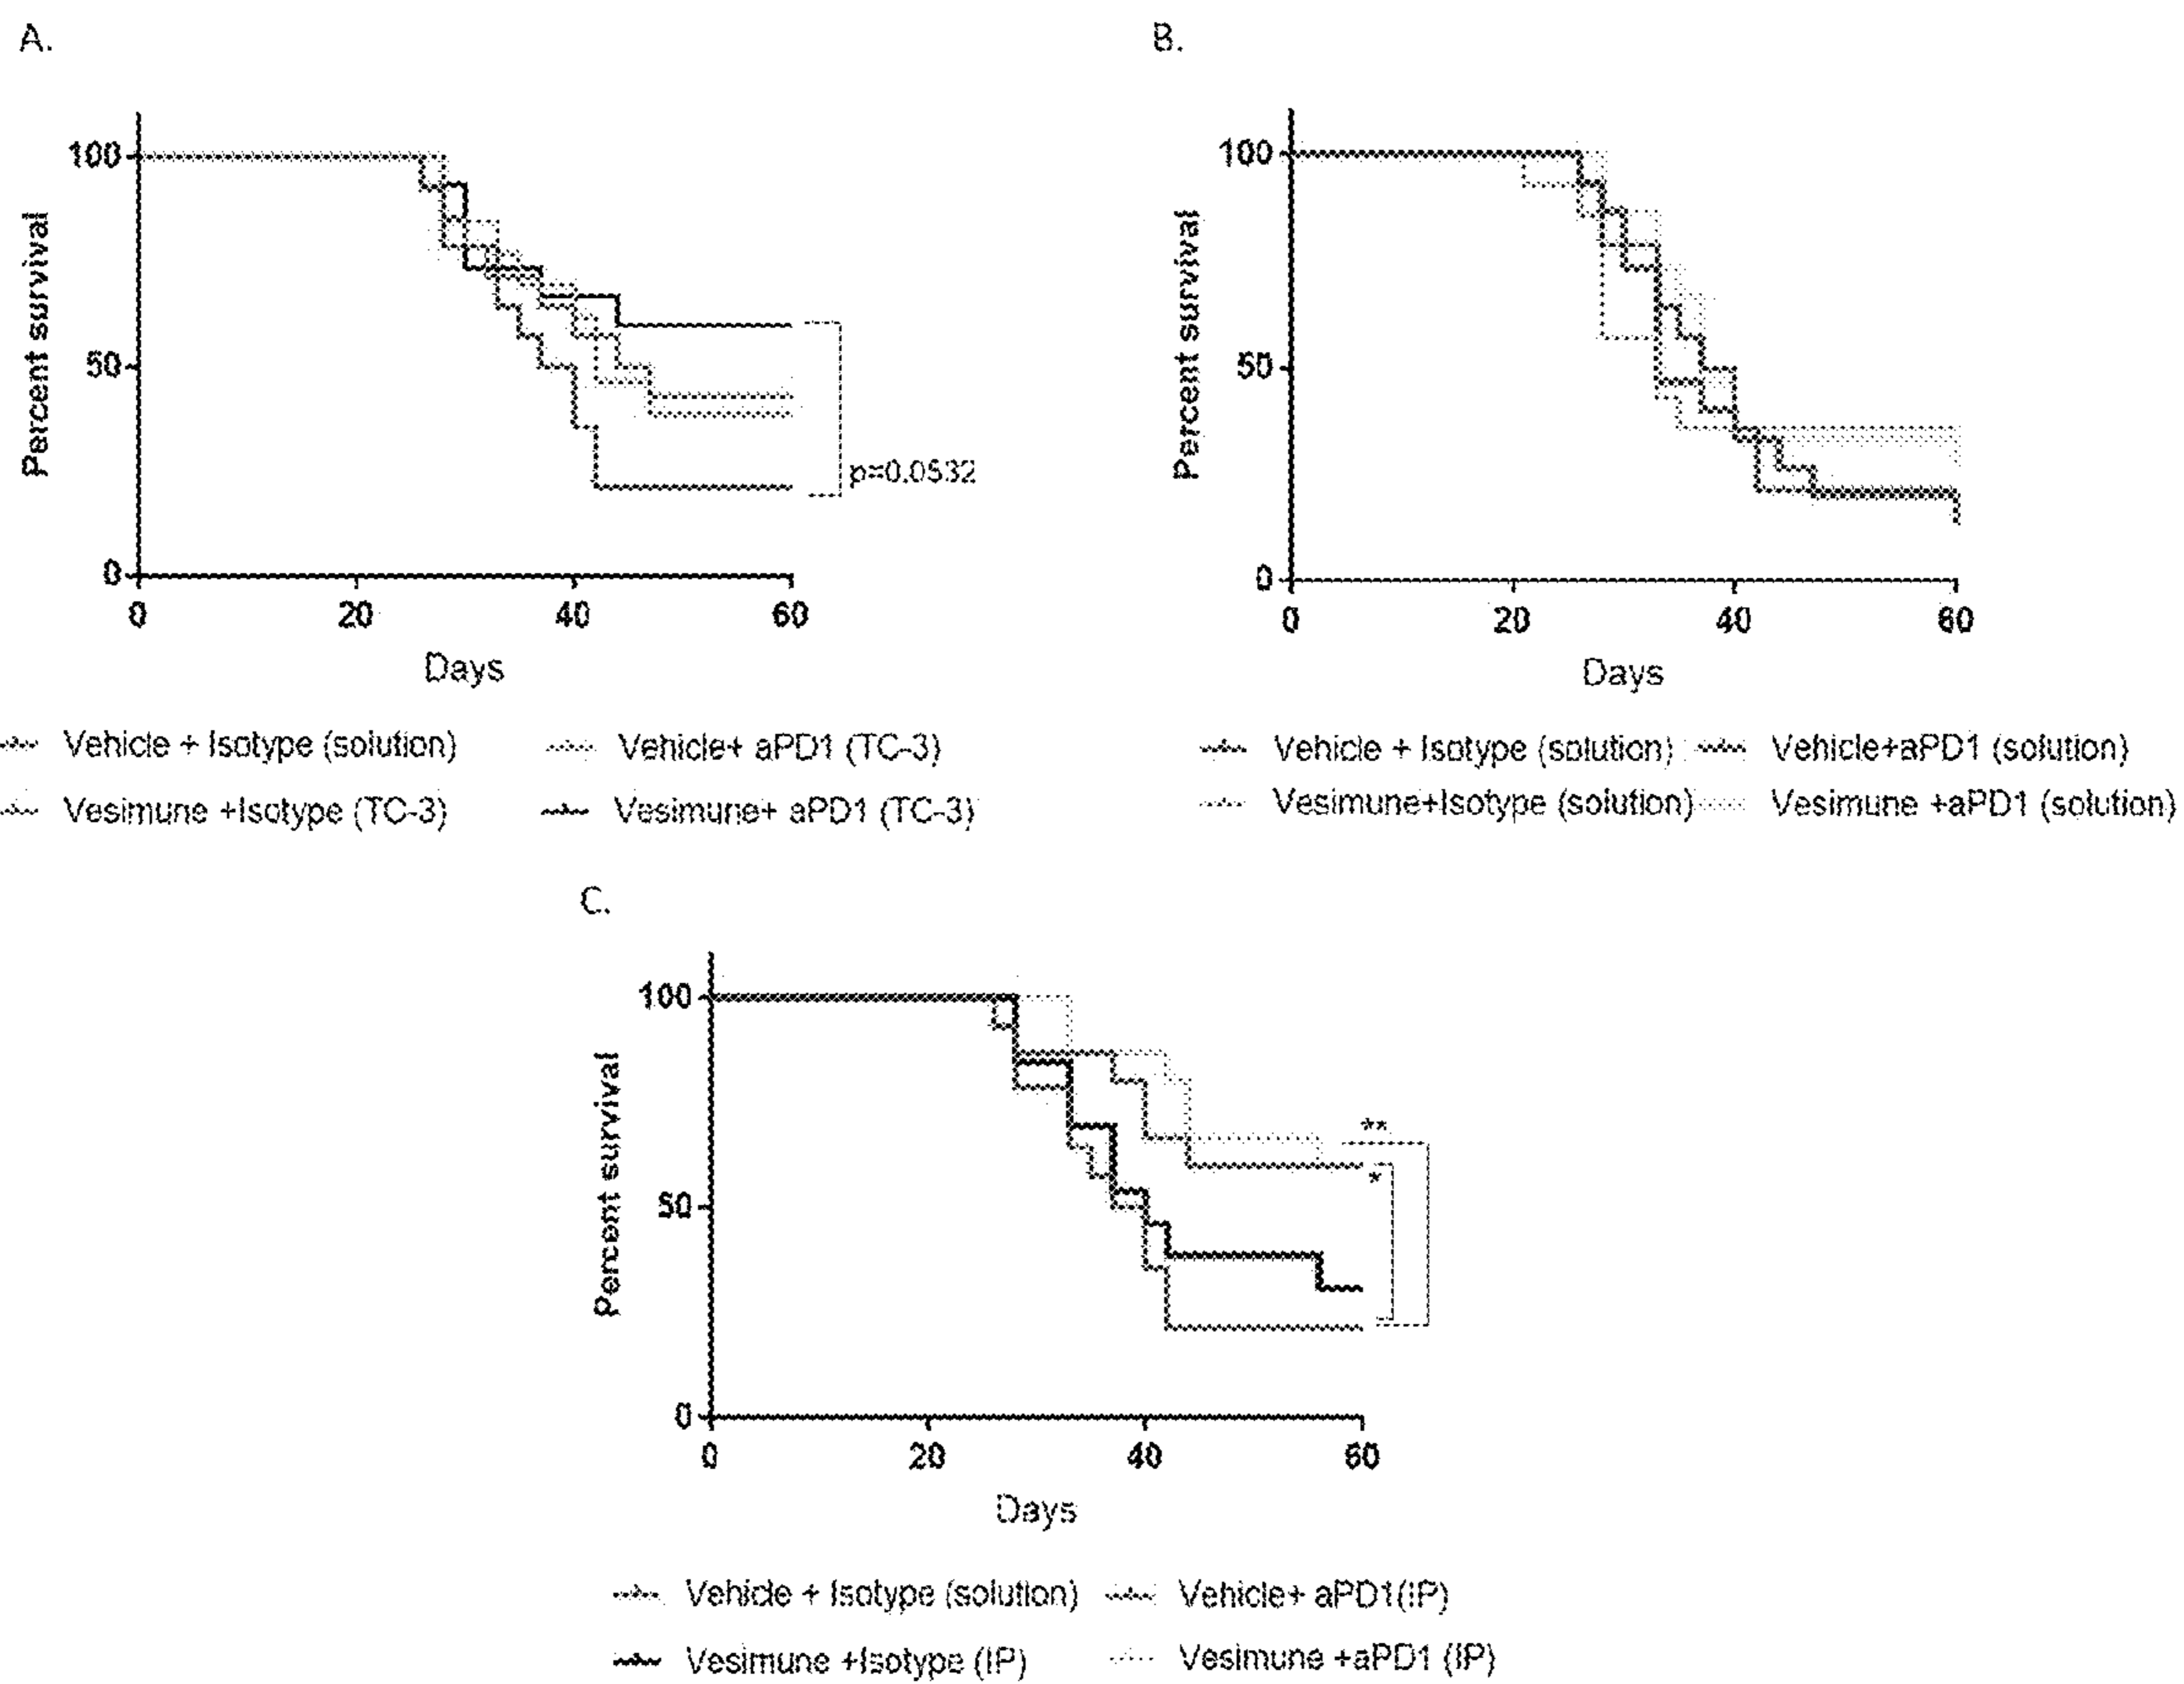 A.
Percent survival
100
50
0
0 20 40 60
Days
p=0.0532
Vehicle + Isotype (solution) Vehicle+ aPD1 (TC-3)
Vesimune +Isotype (TC-3) Vesimune+ aPD1 (TC-3)
B.
Percent survival
100
50
0
0 20 40 60
Days
Vehicle + Isotype (solution) Vehicle+aPD1 (solution)
Vesimune+Isotype (solution) Vesimune +aPD1 (solution)
C.
Percent survival
100
50
0
0 20 40 60
Days
**
*
Vehicle + Isotype (solution) Vehicle+ aPD1(IP)
Vesimune +Isotype (IP) Vesimune +aPD1 (IP)